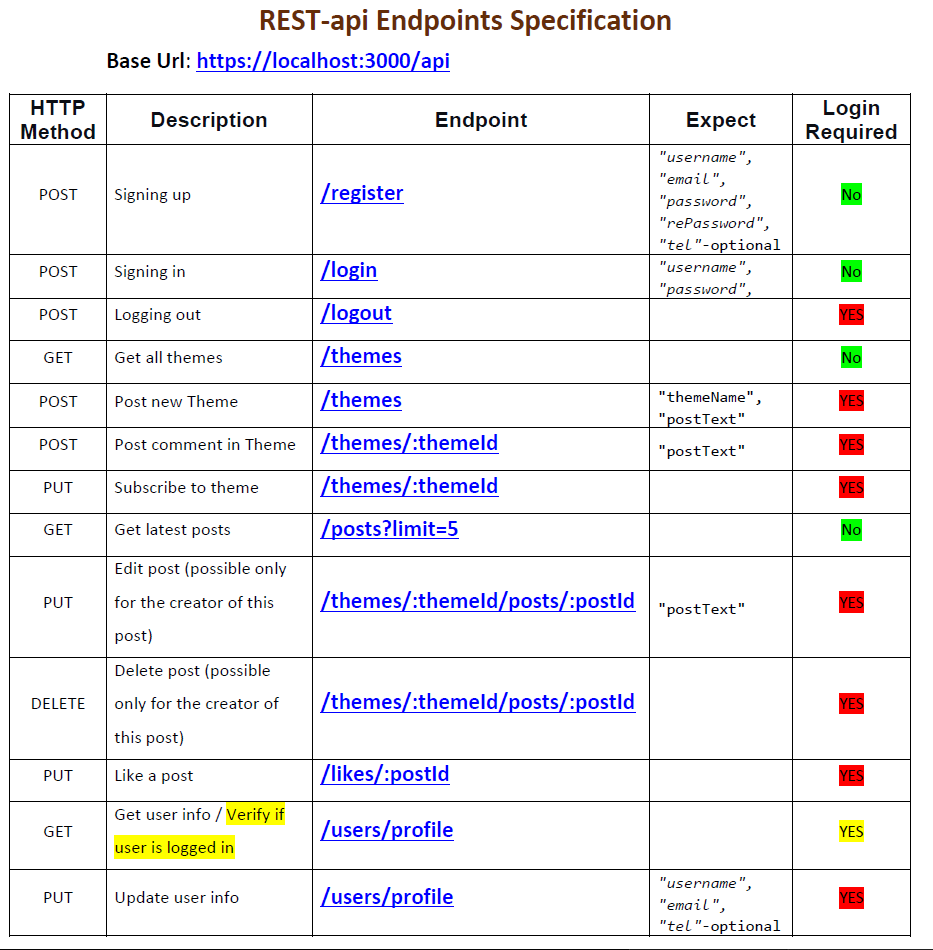 REST-api Endpoints Specification
Base Url: https://localhost:3000/api
HTTP
Method
Description
Endpoint
Expect
Login
Required
POST
Signing up
/register
"username",
"email",
"password",
"rePassword",
"tel"-optional
No
POST
Signing in
/login
"username",
"password",
No
POST
Logging out
/logout
YES
GET
Get all themes
/themes
No
POST
Post new Theme
/themes
"themeName",
"postText"
YES
POST
Post comment in Theme
/themes/:themeId
"postText"
YES
PUT
Subscribe to theme
/themes/:themeId
YES
GET
Get latest posts
/posts?limit=5
No
PUT
Edit post (possible only
for the creator of this
post)
/themes/:themeId/posts/:postId
"postText"
YES
DELETE
Delete post (possible
only for the creator of
this post)
/themes/:themeId/posts/:postId
YES
PUT
Like a post
/likes/:postId
YES
GET
Get user info / Verify if
user is logged in
/users/profile
YES
PUT
Update user info
/users/profile
"username",
"email",
"tel"-optional
YES